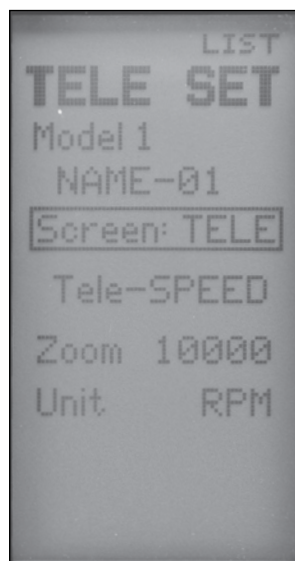 LIST
TELE SET
Model 1
NAME-01
Screen: TELE
Tele-SPEED
Zoom 10000
Unit RPM